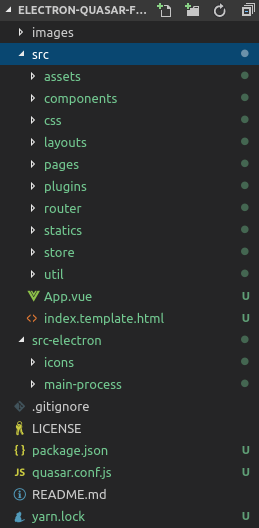 ELECTRON-QUASAR-F...
images
src
assets
components
css
layouts
pages
plugins
router
statics
store
util
App.vue U
<> index.template.html U
src-electron
icons
main-process
.gitignore
LICENSE
{ } package.json U
JS quasar.conf.js U
README.md
yarn.lock U